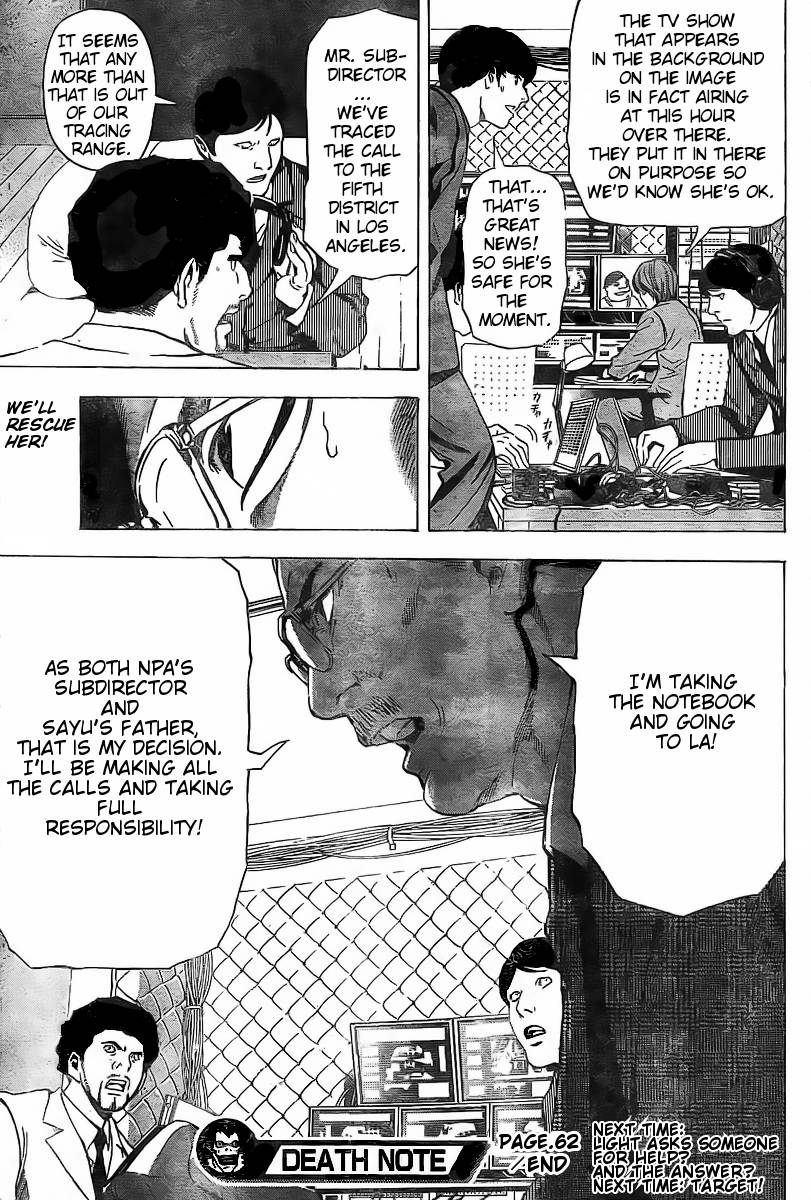 THE TV SHOW
THAT APPEARS
IN THE BACKGROUND
ON THE IMAGE
IS IN FACT AIRING
AT THIS HOUR
OVER THERE.
THEY PUT IT IN THERE
ON PURPOSE SO
WE'D KNOW SHE'S OK.
THAT...
THAT'S
GREAT
NEWS!
SO SHE'S
SAFE FOR
THE
MOMENT.
カチャ
カチャ
MR. SUB-
DIRECTOR
...
WE'VE
TRACED
THE CALL
TO THE
FIFTH
DISTRICT
IN LOS
ANGELES.
IT SEEMS
THAT ANY
MORE THAN
THAT IS OUT
OF OUR
TRACING
RANGE.
WE'LL
RESCUE
HER!
I'M TAKING
THE NOTEBOOK
AND GOING
TO LA!
AS BOTH NPA'S
SUBDIRECTOR
AND
SAYU'S FATHER,
THAT IS MY DECISION.
I'LL BE MAKING ALL
THE CALLS AND TAKING
FULL
RESPONSIBILITY!
DEATH NOTE
PAGE.62
/END
NEXT TIME:
LIGHT ASKS SOMEONE
FOR HELP?
AND THE ANSWER?
NEXT TIME: TARGET!